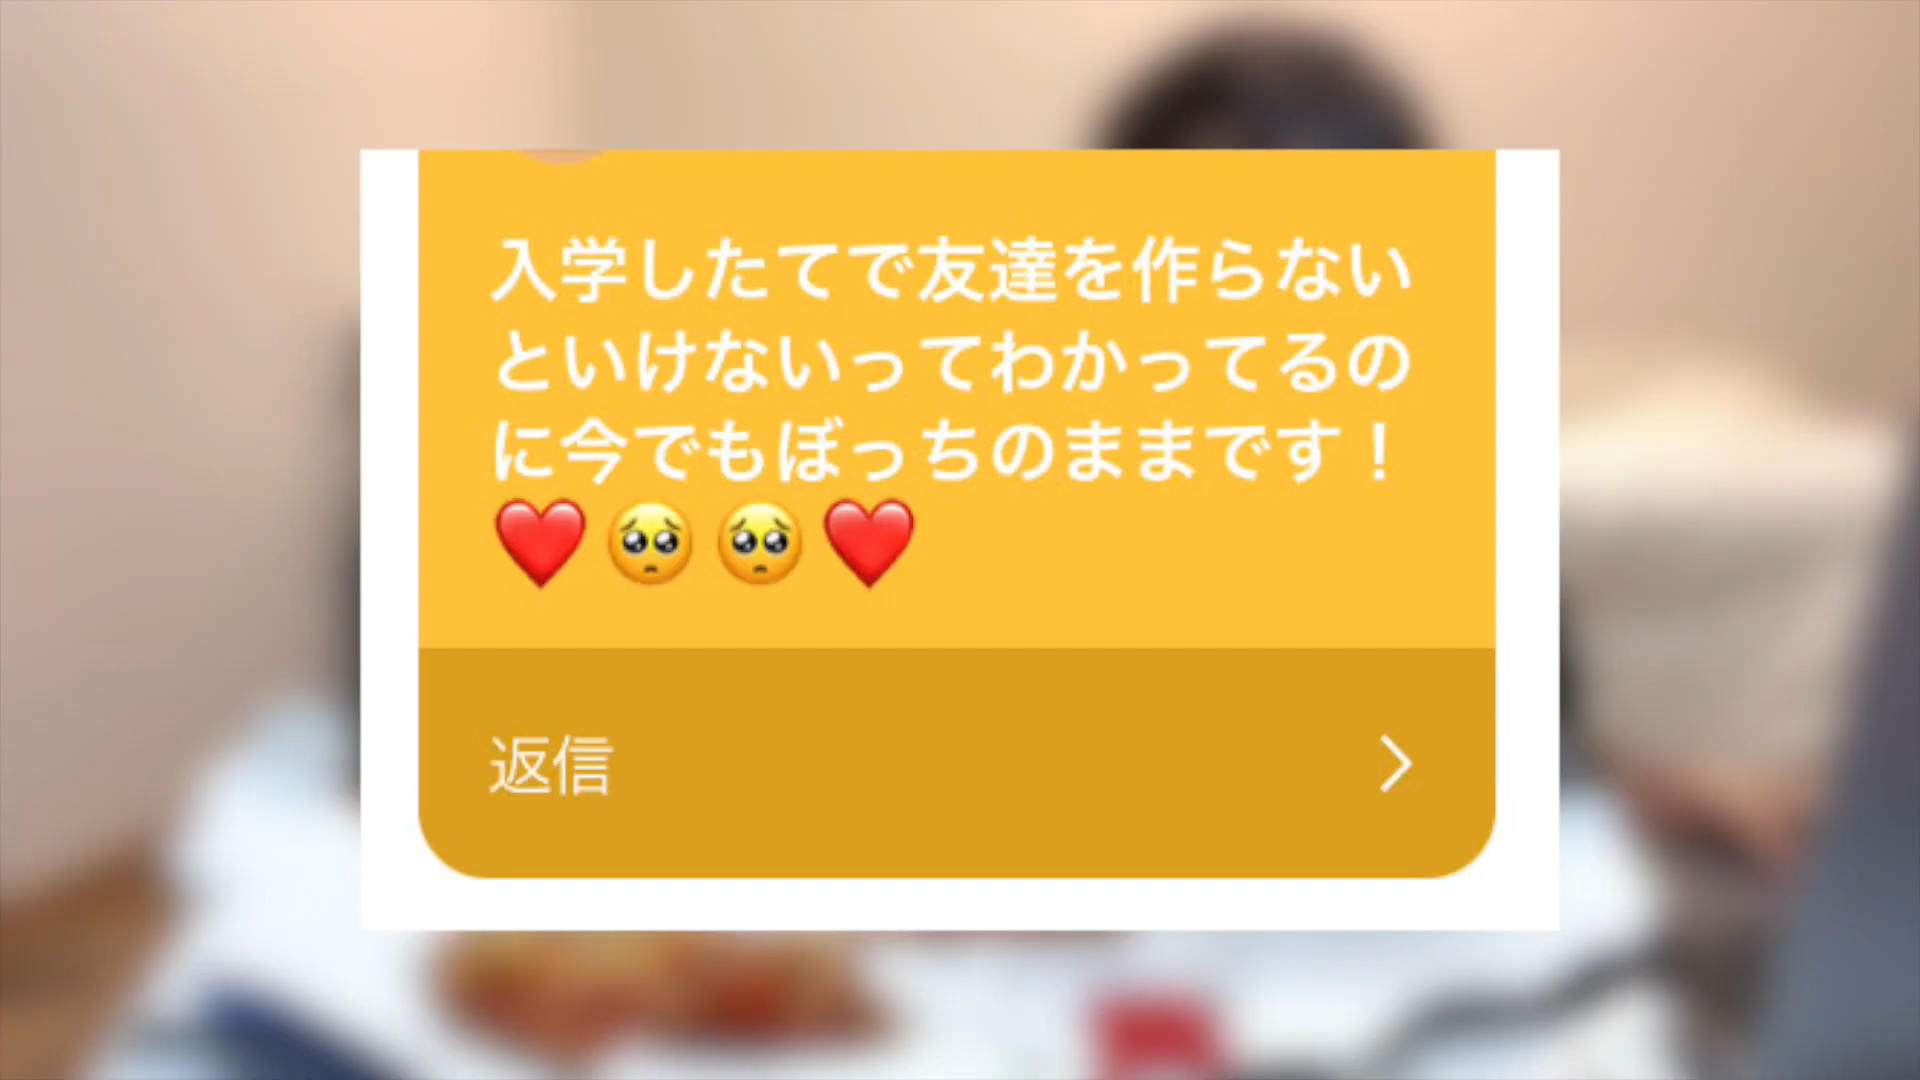 入学したてで友達を作らない
といけないってわかってるの
に今でもぼっちのままです！
❤️🥺🥺❤️
返信